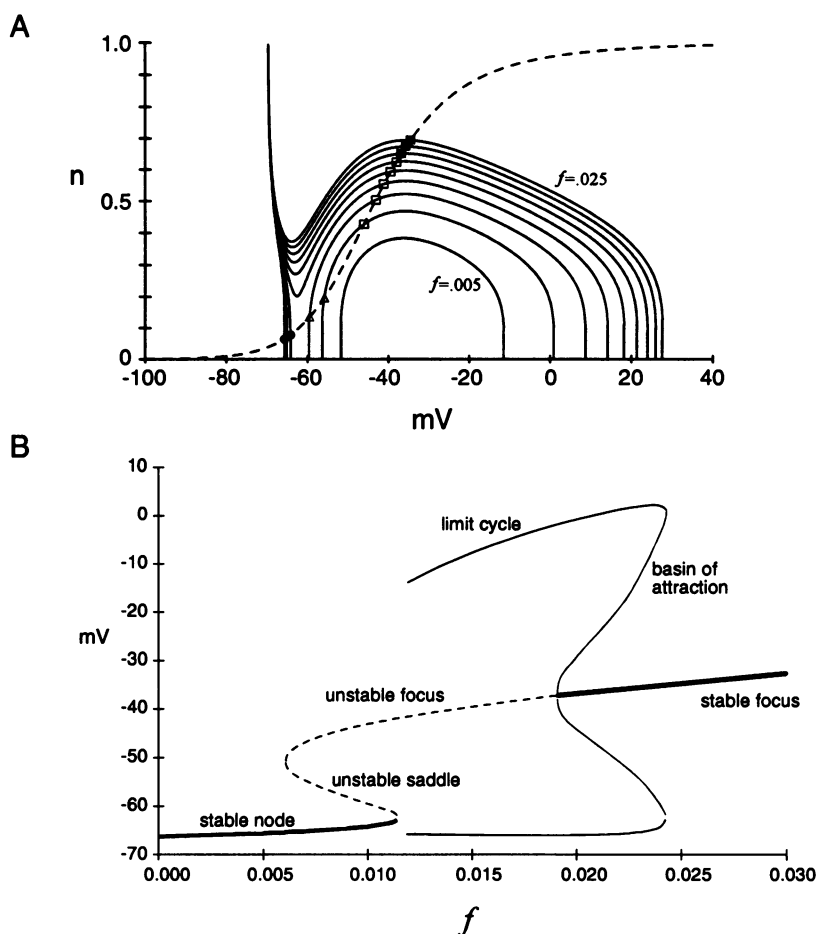 A
1.0
n
0.5
0
f=.025
f=.005
-100 -80 -60 -40 -20 0 20 40
mV
B
10
0
-10
-20
-30
-40
-50
-60
-70
mV
limit cycle
basin of
attraction
unstable focus
stable focus
unstable saddle
stable node
0.000 0.005 0.010 0.015 0.020 0.025 0.030
f